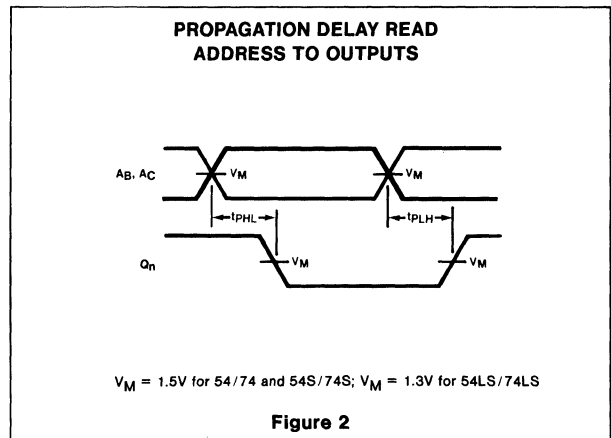 PROPAGATION DELAY READ
ADDRESS TO OUTPUTS
AB, AC
VM
VM
tPHL
tPLH
Qn
VM
VM
VM = 1.5V for 54/74 and 54S/74S; VM = 1.3V for 54LS/74LS
Figure 2